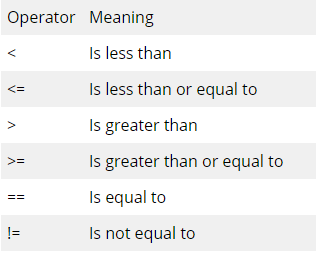 Operator Meaning
< Is less than
<= Is less than or equal to
> Is greater than
>= Is greater than or equal to
== Is equal to
!= Is not equal to